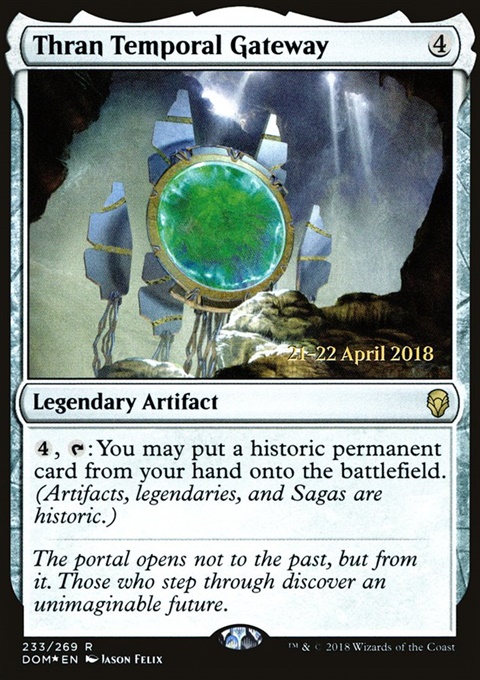 Thran Temporal Gateway 4
21–22 April 2018
Legendary Artifact
4, : You may put a historic permanent
card from your hand onto the battlefield.
(Artifacts, legendaries, and Sagas are
historic.)
The portal opens not to the past, but from
it. Those who step through discover an
unimaginable future.
233/269 R
DOM★EN Jason Felix
™ & © 2018 Wizards of the Coast